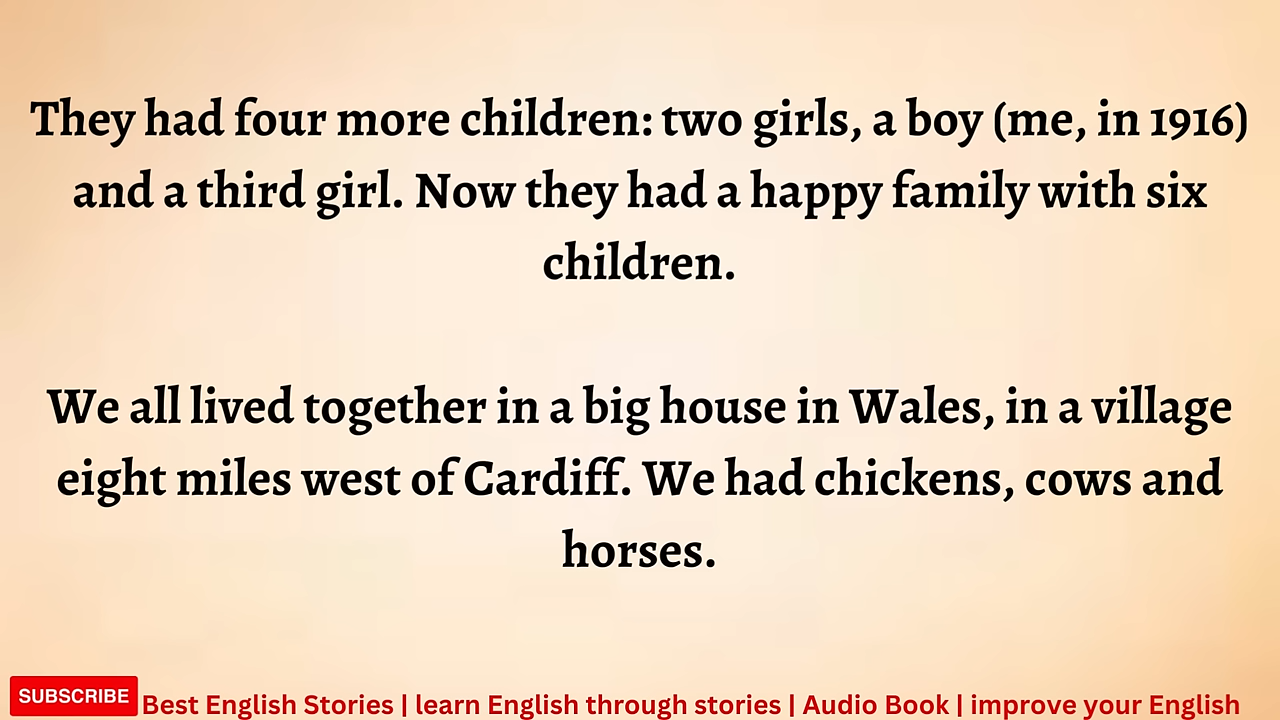 They had four more children: two girls, a boy (me, in 1916)
and a third girl. Now they had a happy family with six
children.
We all lived together in a big house in Wales, in a village
eight miles west of Cardiff. We had chickens, cows and
horses.
SUBSCRIBE Best English Stories | learn English through stories | Audio Book | improve your English